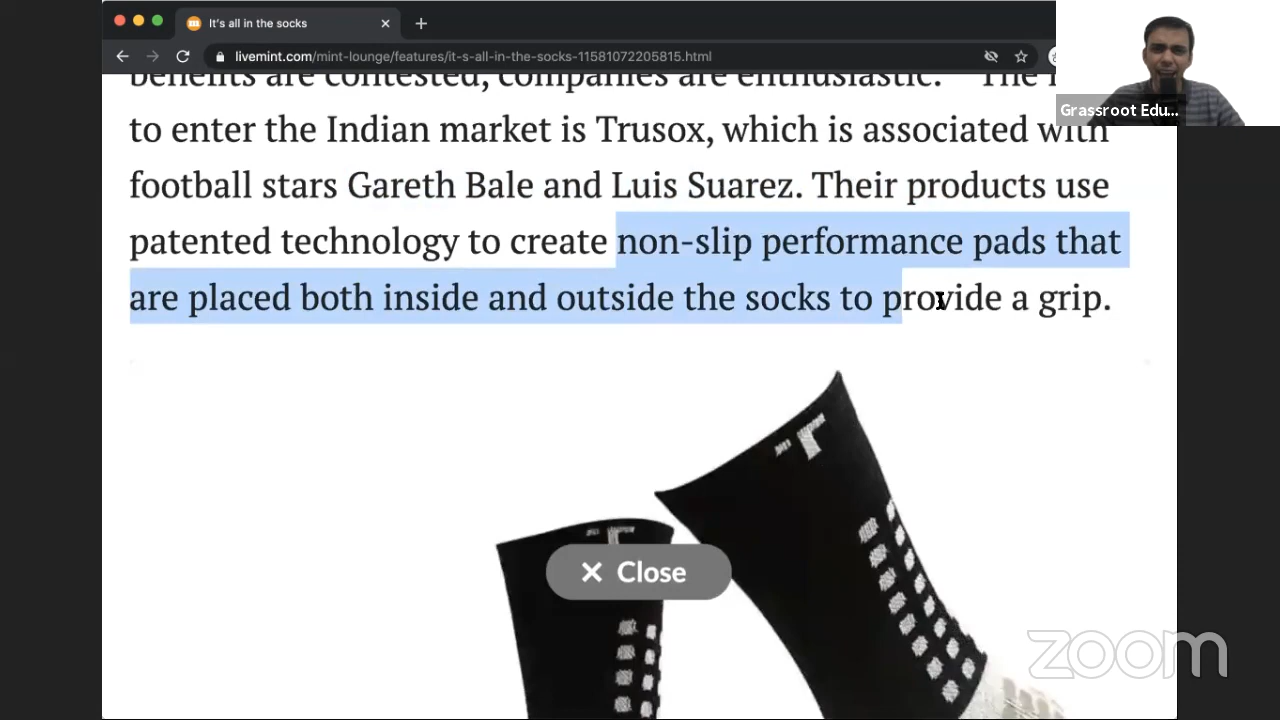 It's all in the socks
livemint.com/mint-lounge/features/it-s-all-in-the-socks-11581072205815.html
Grassroot Edu...
benefits are contested, companies are enthusiastic. The
to enter the Indian market is Trusox, which is associated with
football stars Gareth Bale and Luis Suarez. Their products use
patented technology to create non-slip performance pads that
are placed both inside and outside the socks to provide a grip.
× Close
zoom